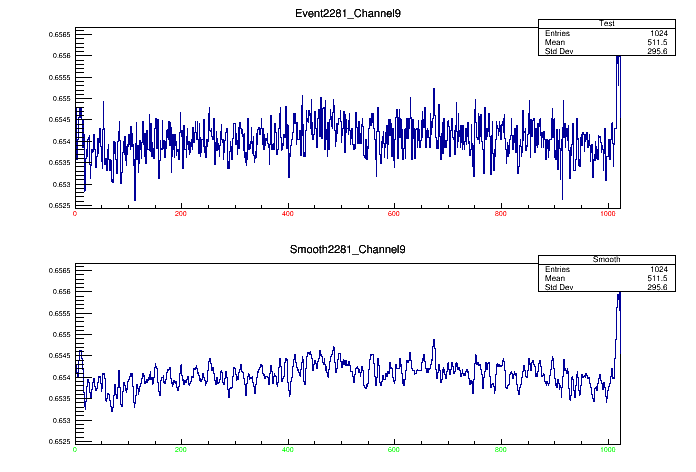 Event2281_Channel9
Test
Entries 1024
Mean 511.5
Std Dev 295.6
0.6565
0.656
0.6555
0.655
0.6545
0.654
0.6535
0.653
0.6525
0 200 400 600 800 1000
Smooth2281_Channel9
Smooth
Entries 1024
Mean 511.5
Std Dev 295.6
0.6565
0.656
0.6555
0.655
0.6545
0.654
0.6535
0.653
0.6525
0 200 400 600 800 1000